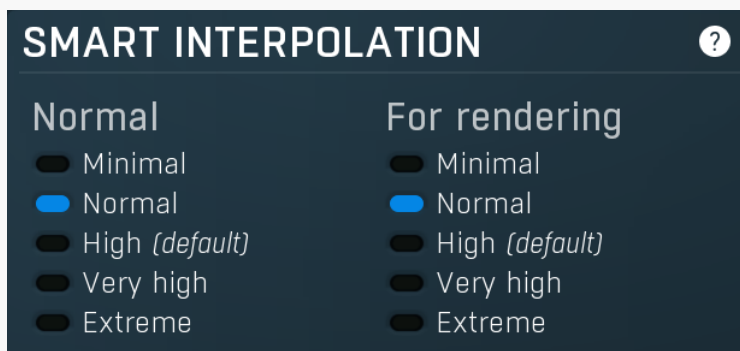 SMART INTERPOLATION ?
Normal
Minimal
Normal
High (default)
Very high
Extreme
For rendering
Minimal
Normal
High (default)
Very high
Extreme